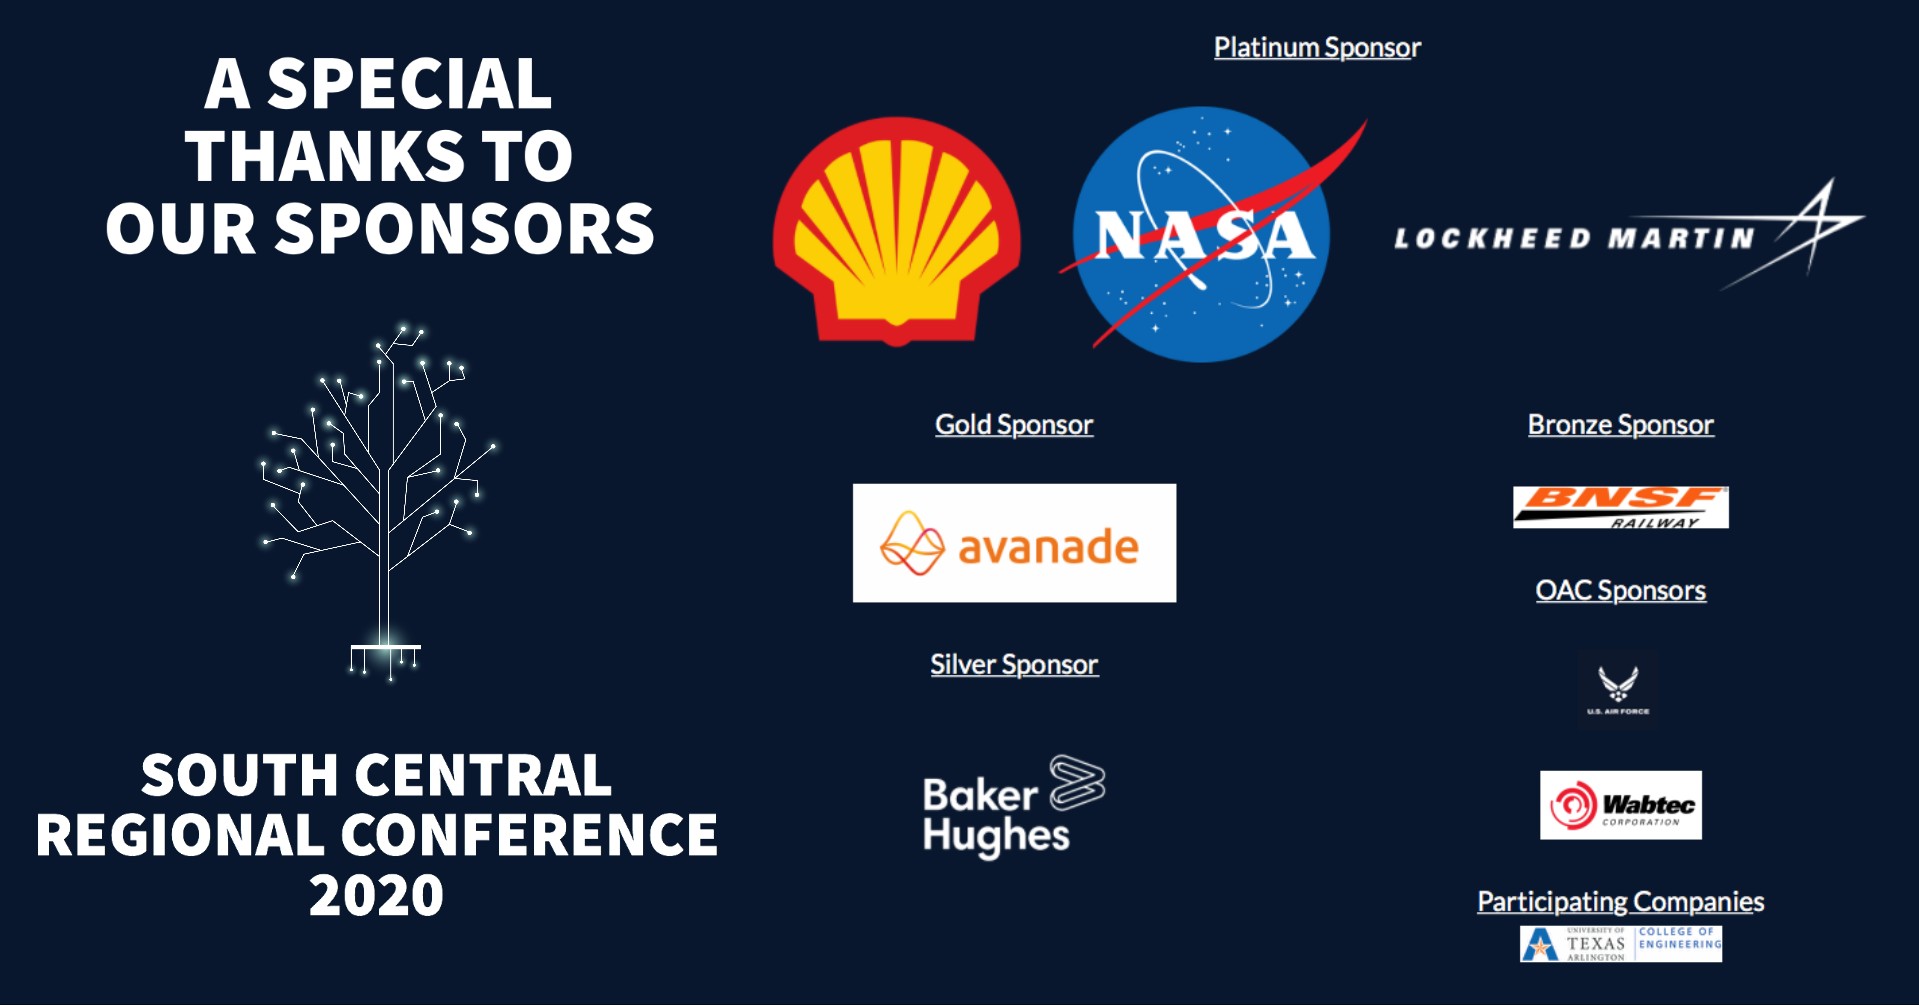 A SPECIAL
THANKS TO
OUR SPONSORS
SOUTH CENTRAL
REGIONAL CONFERENCE
2020
Platinum Sponsor
NASA
LOCKHEED MARTIN
Gold Sponsor
avanade
Silver Sponsor
Baker
Hughes
Bronze Sponsor
BNSF
RAILWAY
OAC Sponsors
U.S. AIR FORCE
Wabtec
CORPORATION
Participating Companies
UNIVERSITY OF
TEXAS
ARLINGTON
COLLEGE OF
ENGINEERING